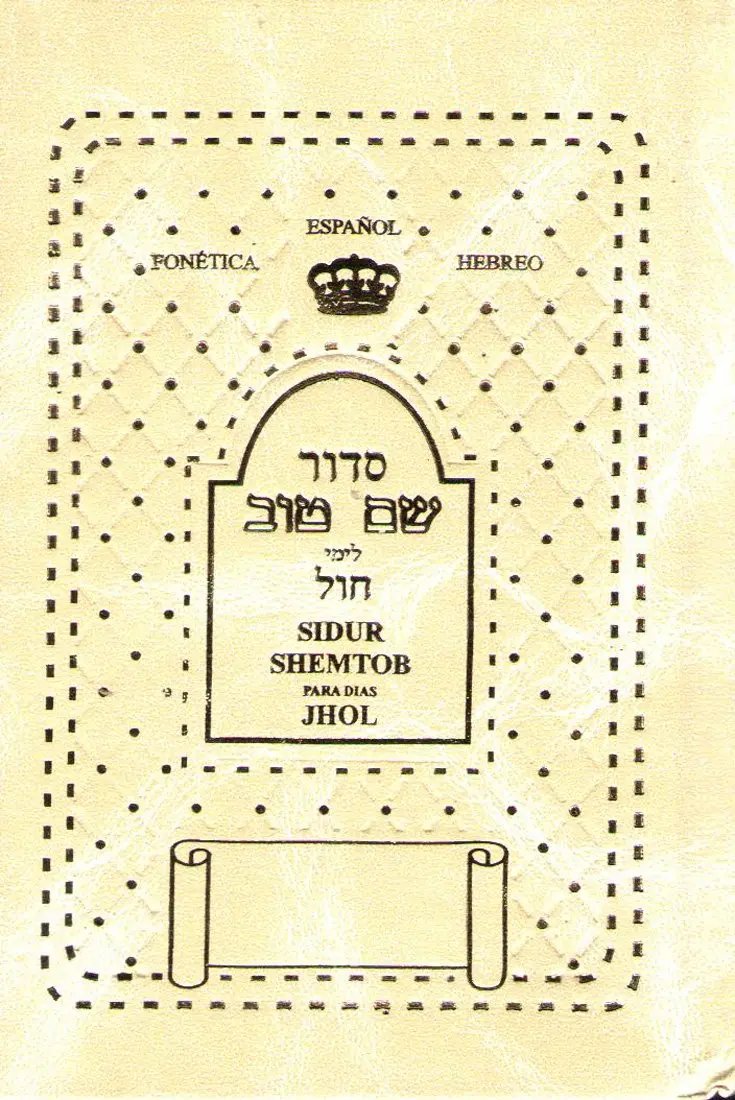 ESPAÑOL
FONÉTICA HEBREO
סדור
שם טוב
לימי
חול
SIDUR
SHEMTOB
PARA DIAS
JHOL